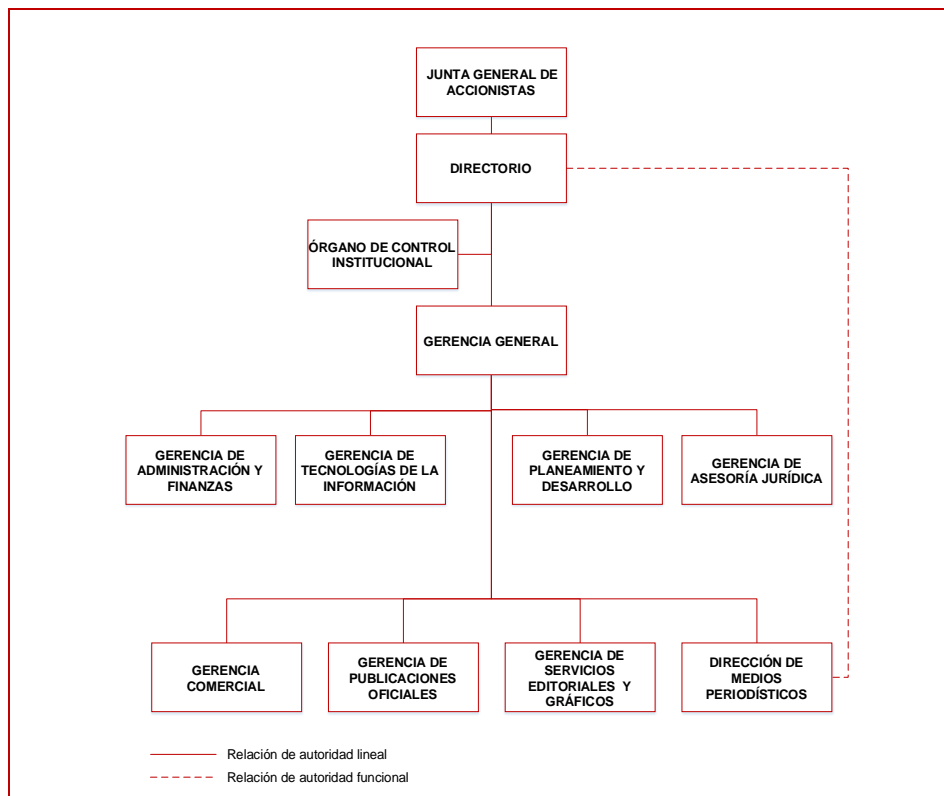 JUNTA GENERAL DE
ACCIONISTAS
DIRECTORIO
ÓRGANO DE CONTROL
INSTITUCIONAL
GERENCIA GENERAL
GERENCIA DE
ADMINISTRACIÓN Y
FINANZAS
GERENCIA DE
TECNOLOGÍAS DE LA
INFORMACIÓN
GERENCIA DE
PLANEAMIENTO Y
DESARROLLO
GERENCIA DE
ASESORÍA JURÍDICA
GERENCIA
COMERCIAL
GERENCIA DE
PUBLICACIONES
OFICIALES
GERENCIA DE
SERVICIOS
EDITORIALES Y
GRÁFICOS
DIRECCIÓN DE
MEDIOS
PERIODÍSTICOS
Relación de autoridad lineal
Relación de autoridad funcional